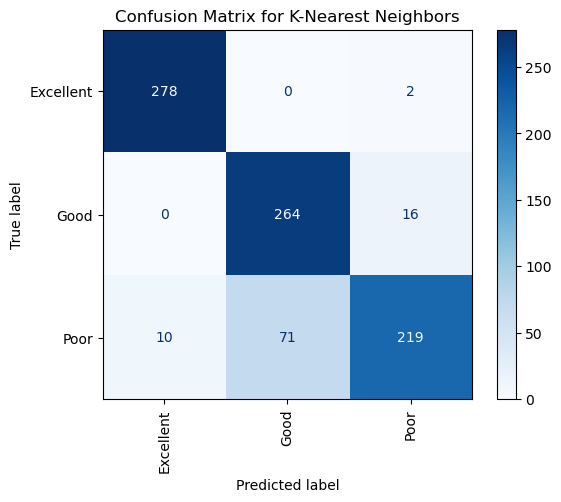 Confusion Matrix for K-Nearest Neighbors
Excellent 278 0 2
Good 0 264 16
Poor 10 71 219
True label
Excellent Good Poor
Predicted label
250
200
150
100
50
0